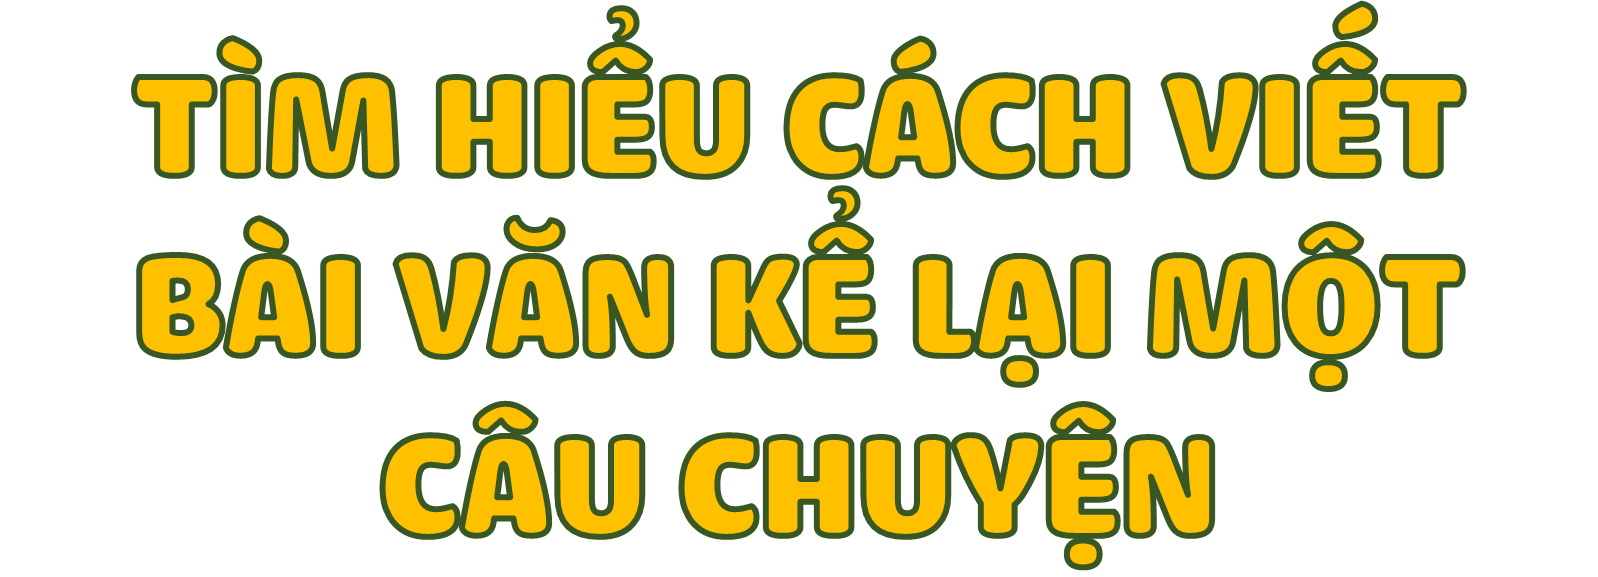 TÌM HIỂU CÁCH VIẾT
BÀI VĂN KỂ LẠI MỘT
CÂU CHUYỆN